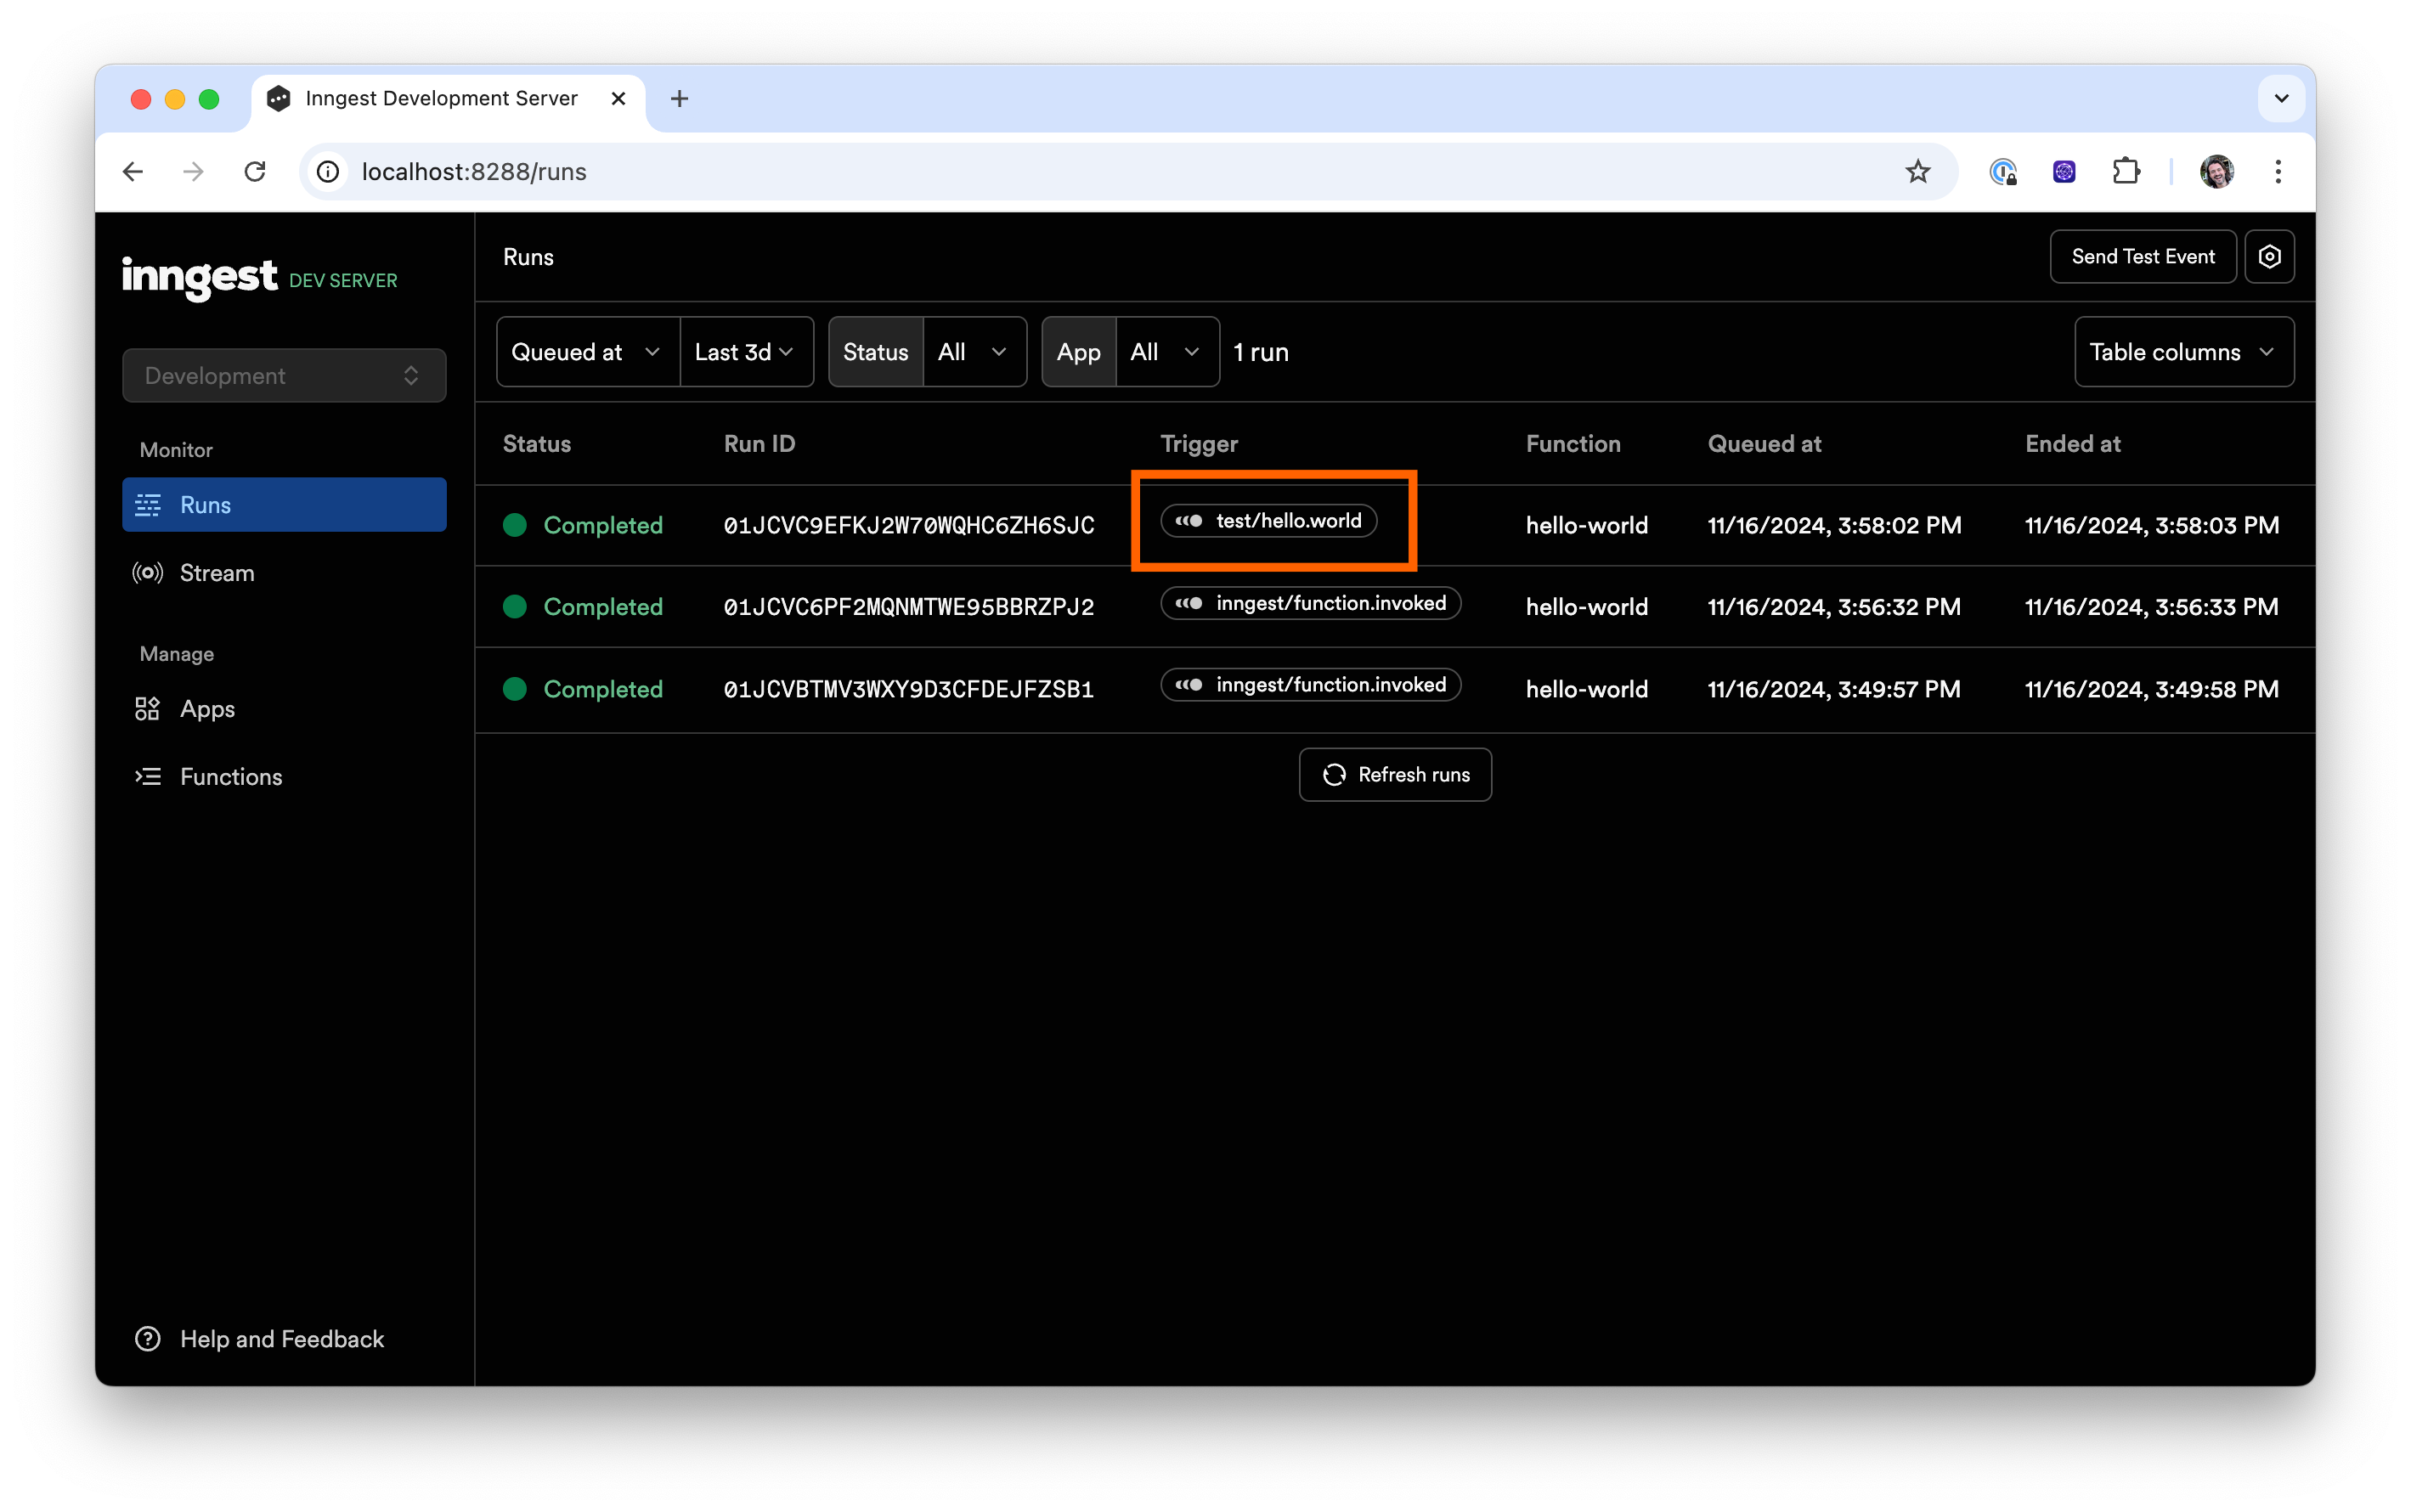 Inngest Development Server
localhost:8288/runs
inngest DEV SERVER
Development
Monitor
Runs
Stream
Manage
Apps
Functions
Help and Feedback
Runs
Send Test Event
Queued at Last 3d Status All App All 1 run Table columns
Status Run ID Trigger Function Queued at Ended at
Completed 01JCVC9EFKJ2W70WQHC6ZH6SJC test/hello.world hello-world 11/16/2024, 3:58:02 PM 11/16/2024, 3:58:03 PM
Completed 01JCVC6PF2MQNMTWE95BBRZPJ2 inngest/function.invoked hello-world 11/16/2024, 3:56:32 PM 11/16/2024, 3:56:33 PM
Completed 01JCVBTMV3WXY9D3CFDEJFZSB1 inngest/function.invoked hello-world 11/16/2024, 3:49:57 PM 11/16/2024, 3:49:58 PM
Refresh runs